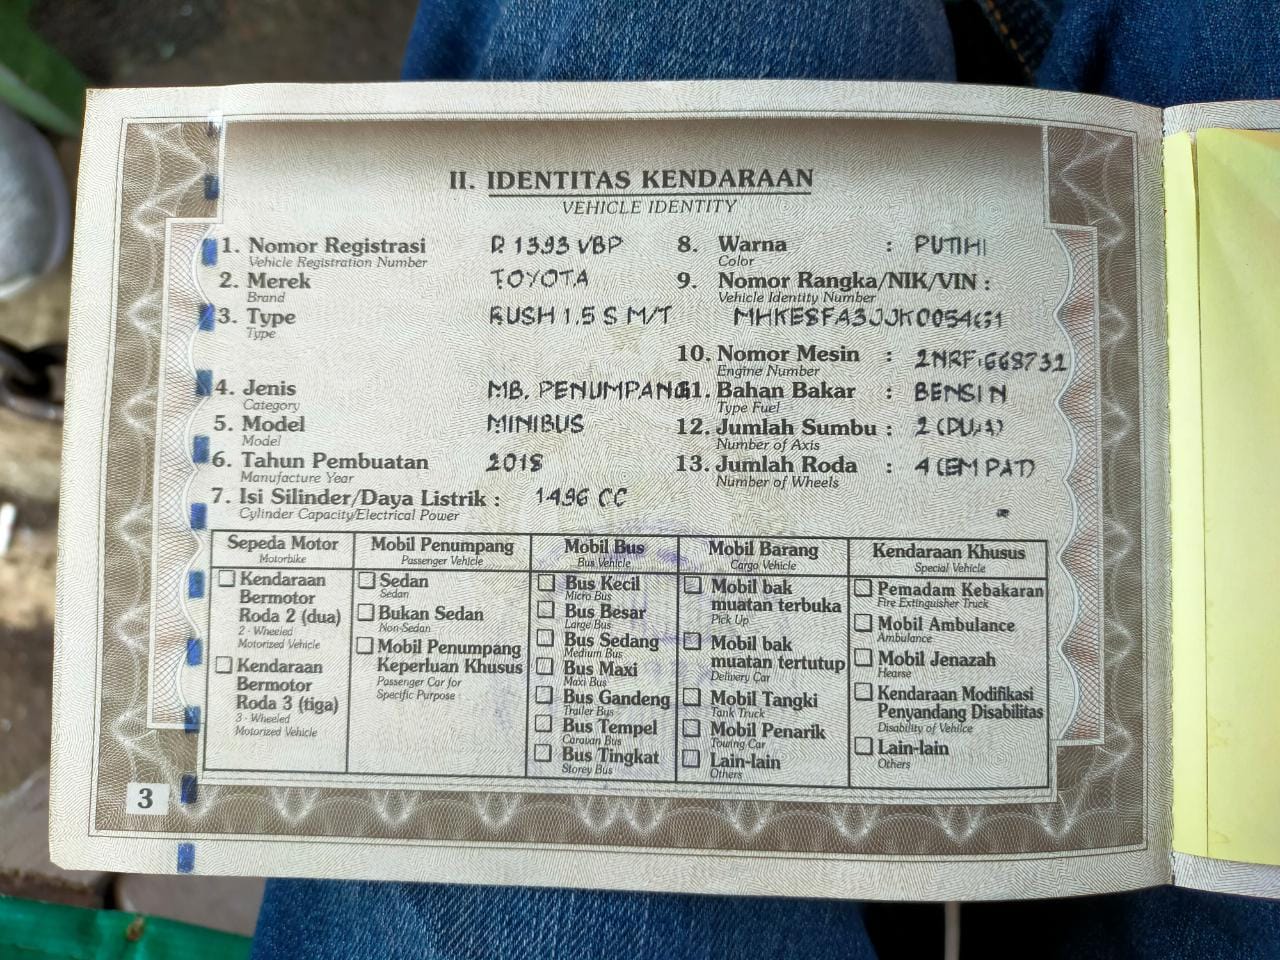 II. IDENTITAS KENDARAAN
VEHICLE IDENTITY
1. Nomor Registrasi
Vehicle Registration Number
2. Merek TOYOTA
Brand
3. Type RUSH 1.5 S M/T
Type
4. Jenis MB. PENUMPANG
Category
5. Model MINIBUS
Model
6. Tahun Pembuatan 2018
Manufacture Year
7. Isi Silinder/Daya Listrik : 1496 CC
Cylinder Capacity/Electrical Power
8. Warna : PUTIH
Color
9. Nomor Rangka/NIK/VIN :
Vehicle Identity Number
10. Nomor Mesin :
Engine Number
11. Bahan Bakar : BENSIN
Type Fuel
12. Jumlah Sumbu : 2 (DUA)
Number of Axis
13. Jumlah Roda : 4 (EMPAT)
Number of Wheels
Sepeda Motor
Motorbike
Kendaraan
Bermotor
Roda 2 (dua)
2 - Wheeled
Motorized Vehicle
Kendaraan
Bermotor
Roda 3 (tiga)
3 - Wheeled
Motorized Vehicle
Mobil Penumpang
Passenger Vehicle
Sedan
Sedan
Bukan Sedan
Non-Sedan
Mobil Penumpang
Keperluan Khusus
Passenger Car for
Specific Purpose
Mobil Bus
Bus Vehicle
Bus Kecil
Micro Bus
Bus Besar
Large Bus
Bus Sedang
Medium Bus
Bus Maxi
Maxi Bus
Bus Gandeng
Trailer Bus
Bus Tempel
Caravan Bus
Bus Tingkat
Storey Bus
Mobil Barang
Cargo Vehicle
Mobil bak
muatan terbuka
Pick Up
Mobil bak
muatan tertutup
Delivery Car
Mobil Tangki
Tank Truck
Mobil Penarik
Towing Car
Lain-lain
Others
Kendaraan Khusus
Special Vehicle
Pemadam Kebakaran
Fire Extinguisher Truck
Mobil Ambulance
Ambulance
Mobil Jenazah
Hearse
Kendaraan Modifikasi
Penyandang Disabilitas
Disability of Vehilce
Lain-lain
Others
3